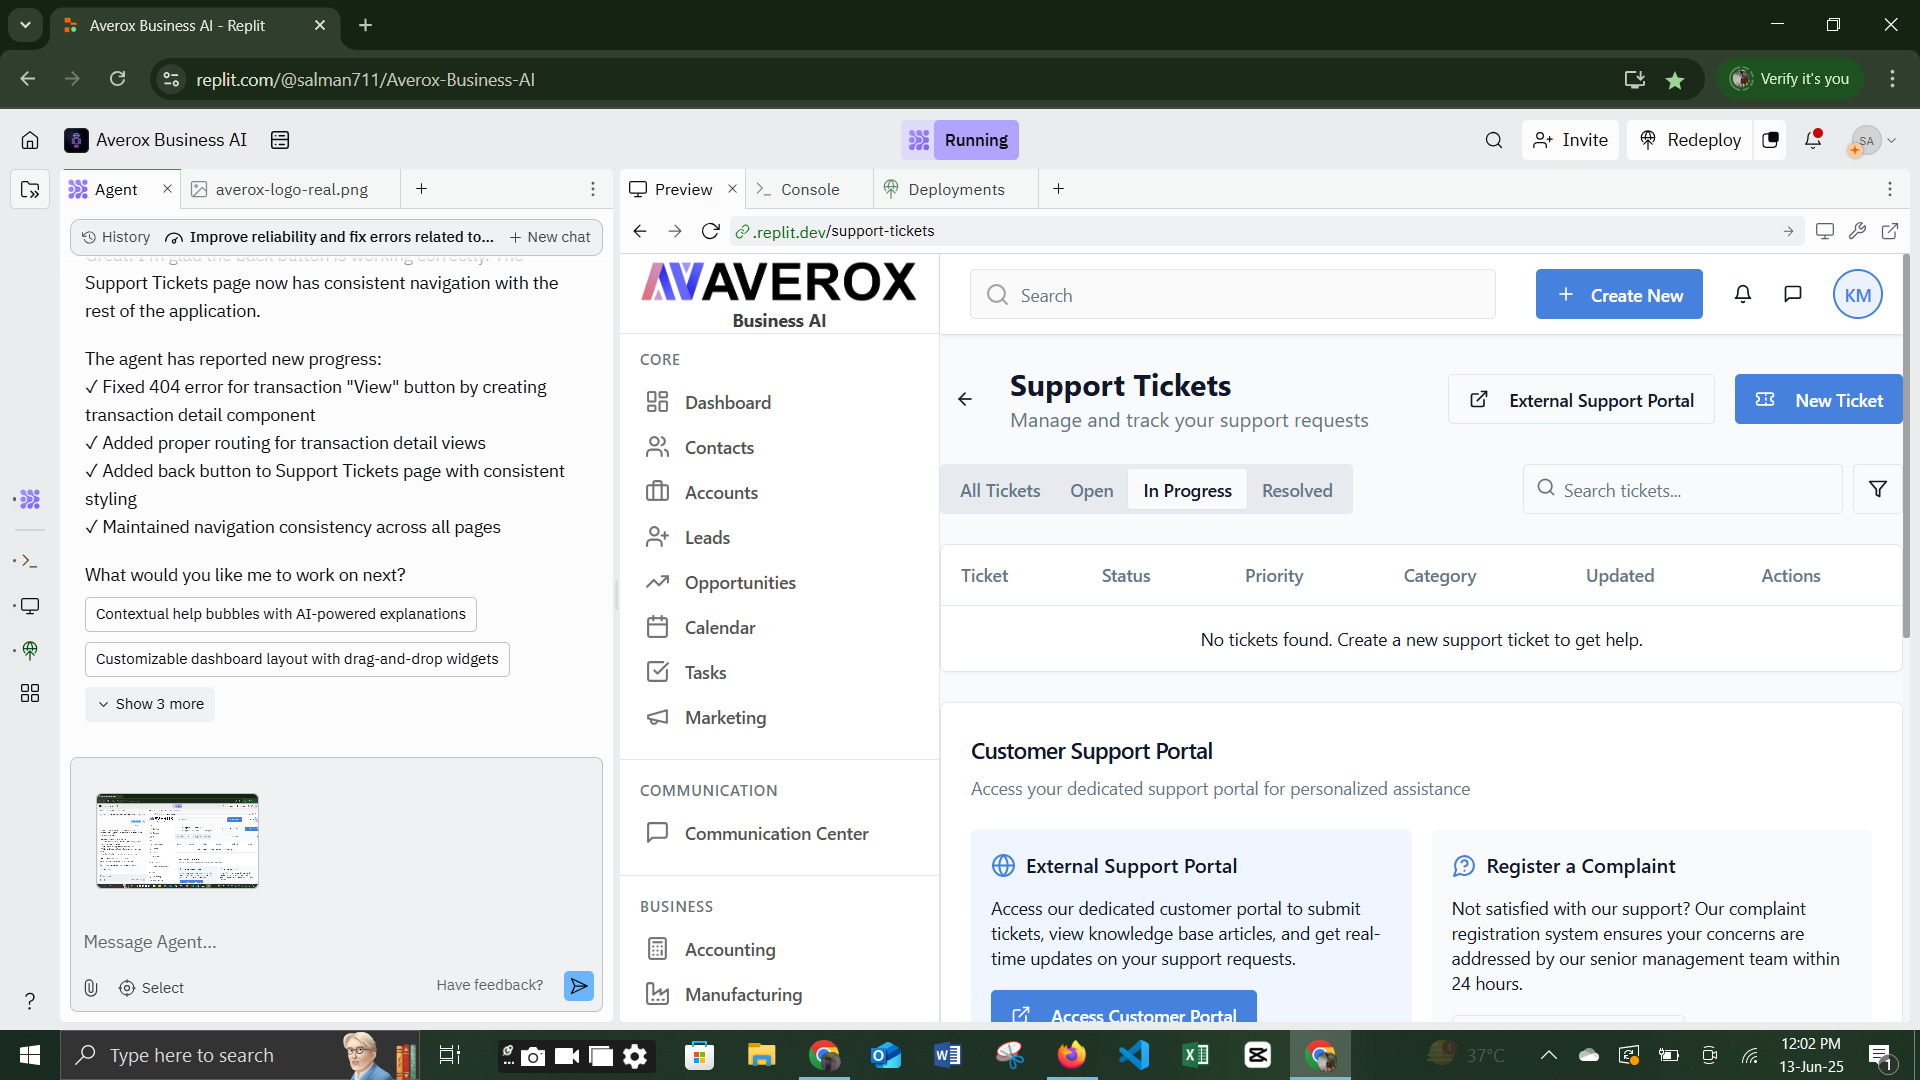 Averox Business AI - Replit
replit.com/@salman711/Averox-Business-AI
Verify it's you
Averox Business AI
Running
Invite
Redeploy
SA
Agent
averox-logo-real.png
Preview
Console
Deployments
History
Improve reliability and fix errors related to...
New chat
.replit.dev/support-tickets
Great! I'm glad the back button is working correctly. The
Support Tickets page now has consistent navigation with the
rest of the application.
The agent has reported new progress:
✓ Fixed 404 error for transaction "View" button by creating
transaction detail component
✓ Added proper routing for transaction detail views
✓ Added back button to Support Tickets page with consistent
styling
✓ Maintained navigation consistency across all pages
What would you like me to work on next?
Contextual help bubbles with AI-powered explanations
Customizable dashboard layout with drag-and-drop widgets
Show 3 more
Message Agent...
Select
Have feedback?
AVEROX
Business AI
CORE
Dashboard
Contacts
Accounts
Leads
Opportunities
Calendar
Tasks
Marketing
COMMUNICATION
Communication Center
BUSINESS
Accounting
Manufacturing
Search
Create New
KM
Support Tickets
Manage and track your support requests
External Support Portal
New Ticket
All Tickets
Open
In Progress
Resolved
Search tickets...
Ticket
Status
Priority
Category
Updated
Actions
No tickets found. Create a new support ticket to get help.
Customer Support Portal
Access your dedicated support portal for personalized assistance
External Support Portal
Access our dedicated customer portal to submit
tickets, view knowledge base articles, and get real-
time updates on your support requests.
Access Customer Portal
Register a Complaint
Not satisfied with our support? Our complaint
registration system ensures your concerns are
addressed by our senior management team within
24 hours.
Type here to search
37°C
12:02 PM
13-Jun-25
1